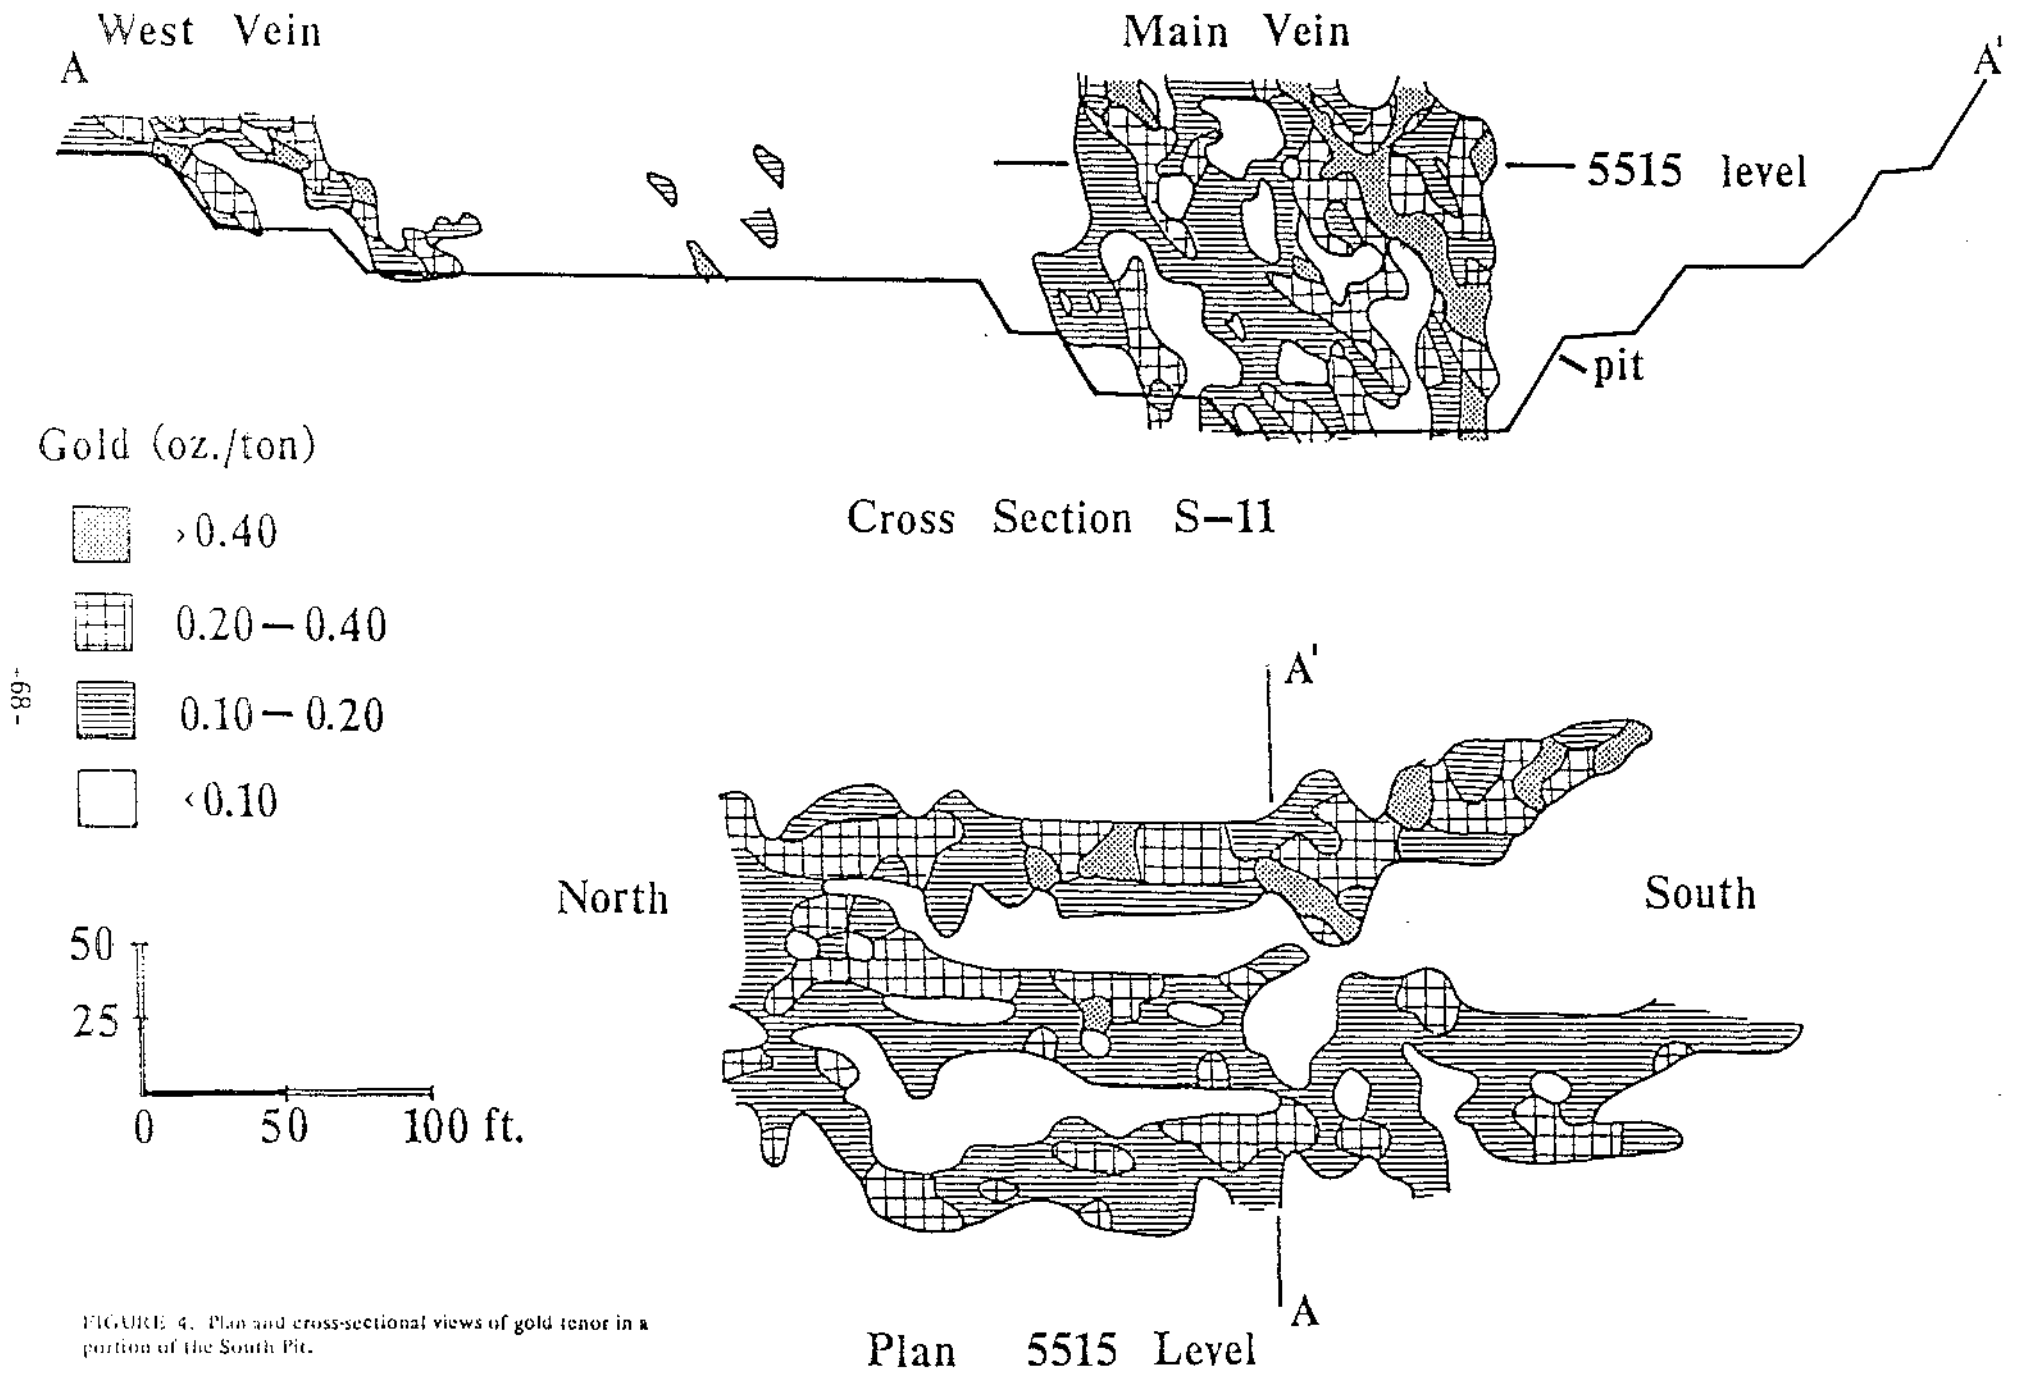 West Vein
Main Vein
A
A'
5515 level
pit
Gold (oz./ton)
>0.40
0.20—0.40
0.10—0.20
<0.10
Cross Section S-11
-68-
A'
North
South
50
25
0 50 100 ft.
A
Plan 5515 Level
FIGURE 4. Plan and cross-sectional views of gold tenor in a
portion of the South Pit.